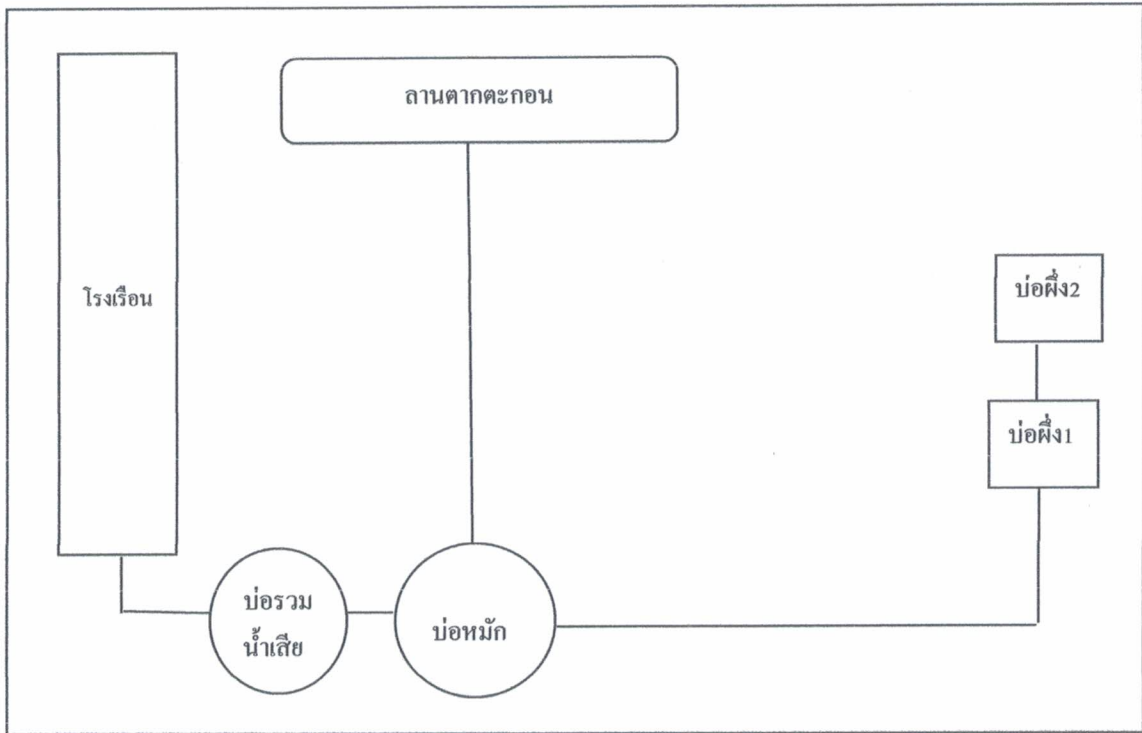 ลานตากตะกอน
โรงเรือน
บ่อผึ่ง2
บ่อผึ่ง1
บ่อรวม
น้ำเสีย
บ่อหมัก